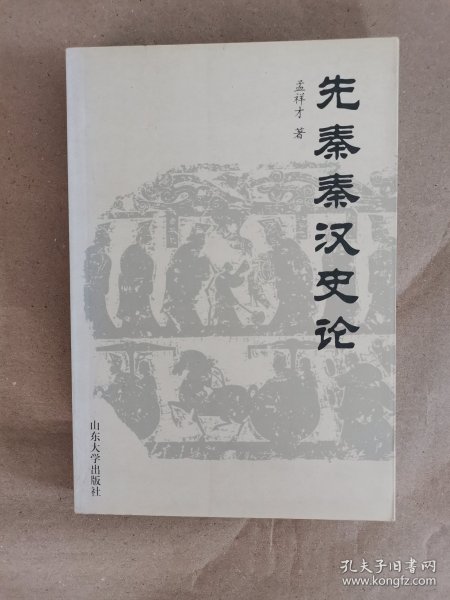 先秦秦汉史论
孟祥才 著
山东大学出版社
孔夫子旧书网
www.kongfz.com